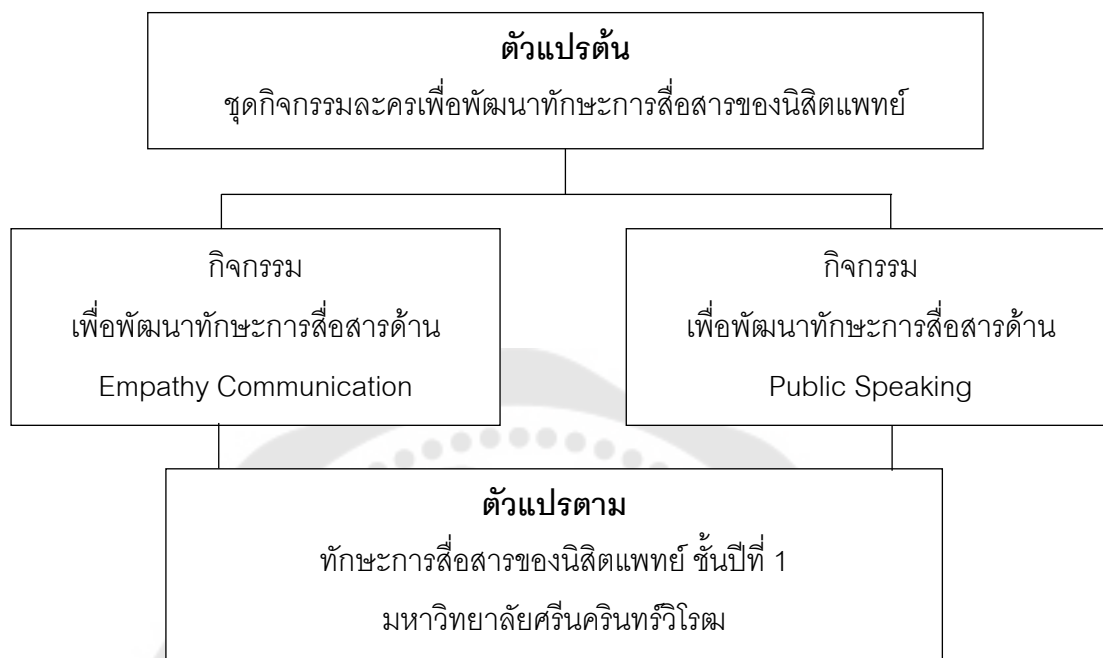 ตัวแปรต้น
ชุดกิจกรรมละครเพื่อพัฒนาทักษะการสื่อสารของนิสิตแพทย์
กิจกรรม
เพื่อพัฒนาทักษะการสื่อสารด้าน
Empathy Communication
กิจกรรม
เพื่อพัฒนาทักษะการสื่อสารด้าน
Public Speaking
ตัวแปรตาม
ทักษะการสื่อสารของนิสิตแพทย์ ชั้นปีที่ 1
มหาวิทยาลัยศรีนครินทร์วิโรฒ